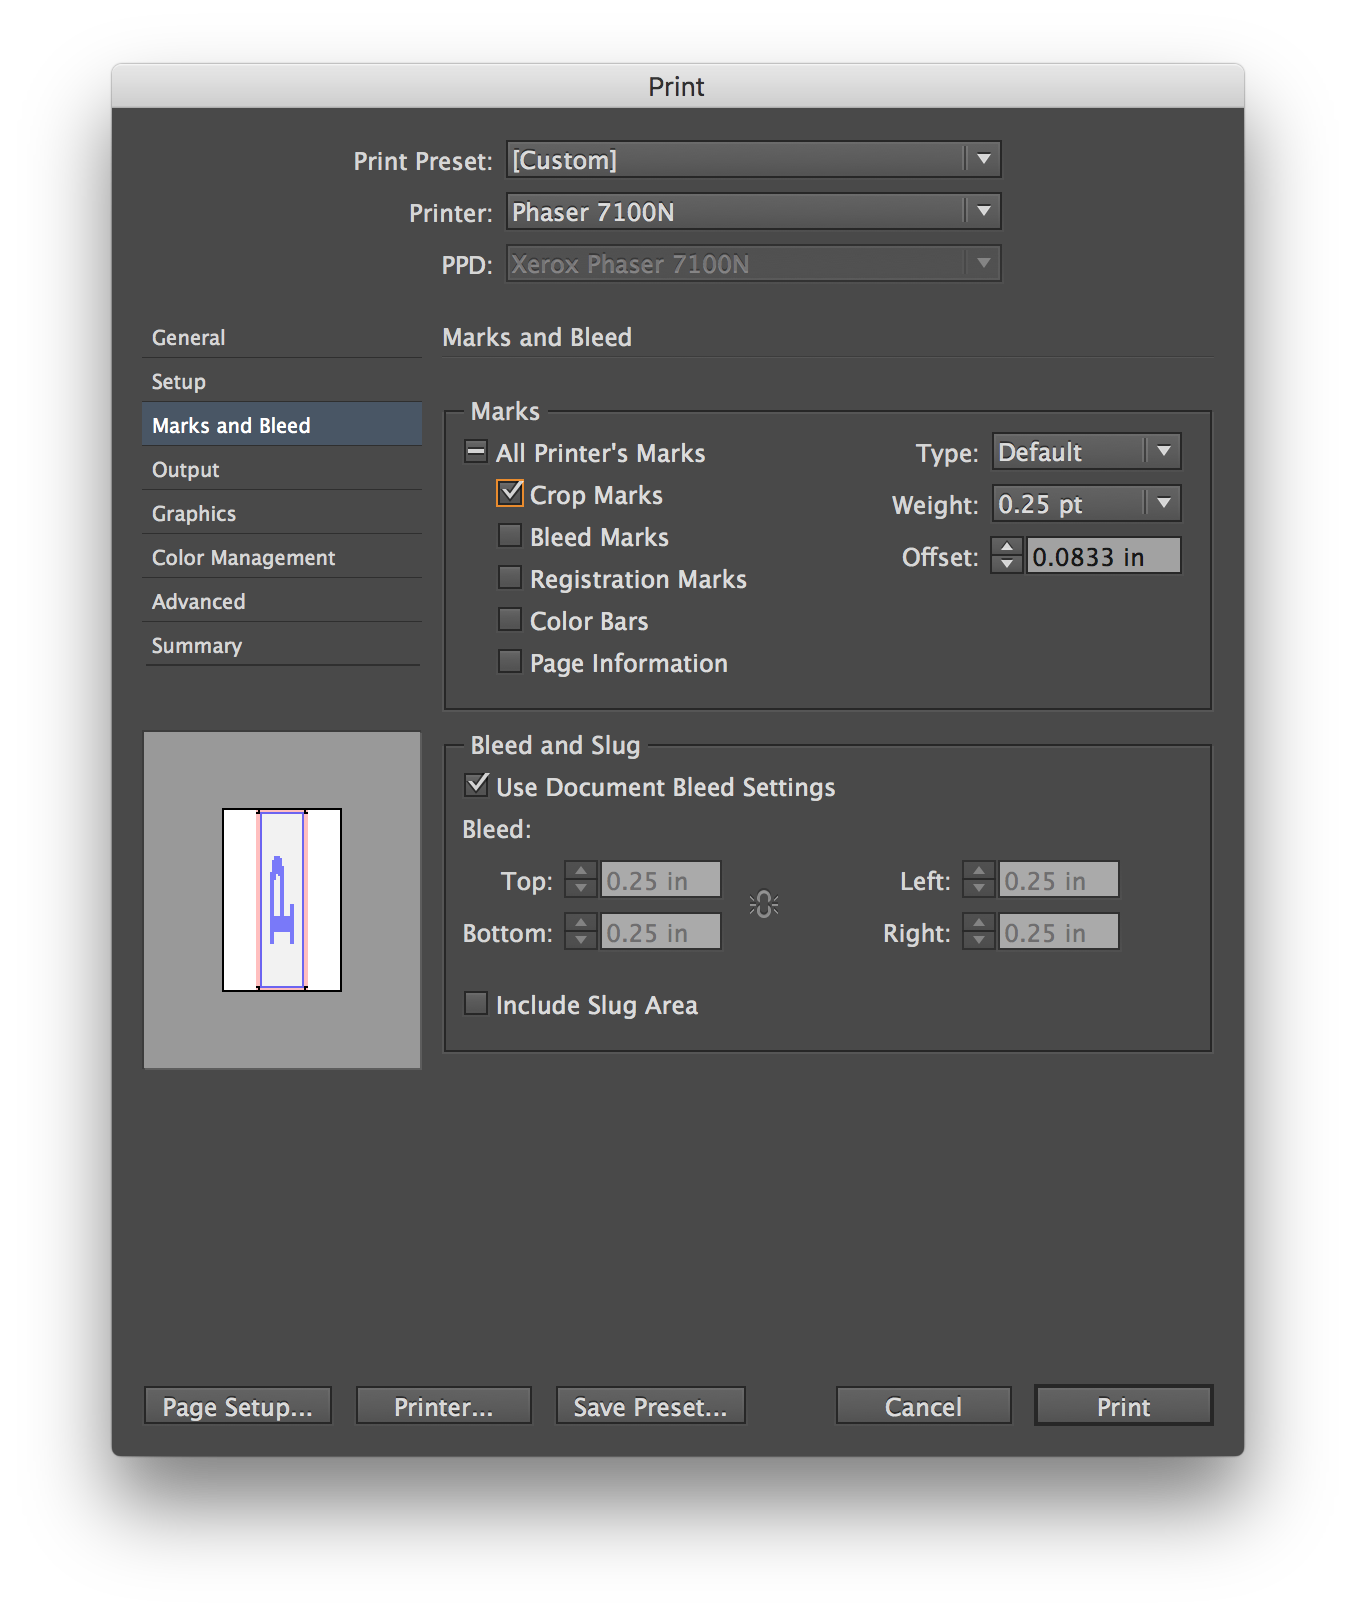 Print
Print Preset: [Custom]
Printer: Phaser 7100N
PPD: Xerox Phaser 7100N
General
Setup
Marks and Bleed
Output
Graphics
Color Management
Advanced
Summary
Marks and Bleed
Marks
All Printer's Marks
Crop Marks
Bleed Marks
Registration Marks
Color Bars
Page Information
Type: Default
Weight: 0.25 pt
Offset: 0.0833 in
Bleed and Slug
Use Document Bleed Settings
Bleed:
Top: 0.25 in
Bottom: 0.25 in
Left: 0.25 in
Right: 0.25 in
Include Slug Area
Page Setup...
Printer...
Save Preset...
Cancel
Print